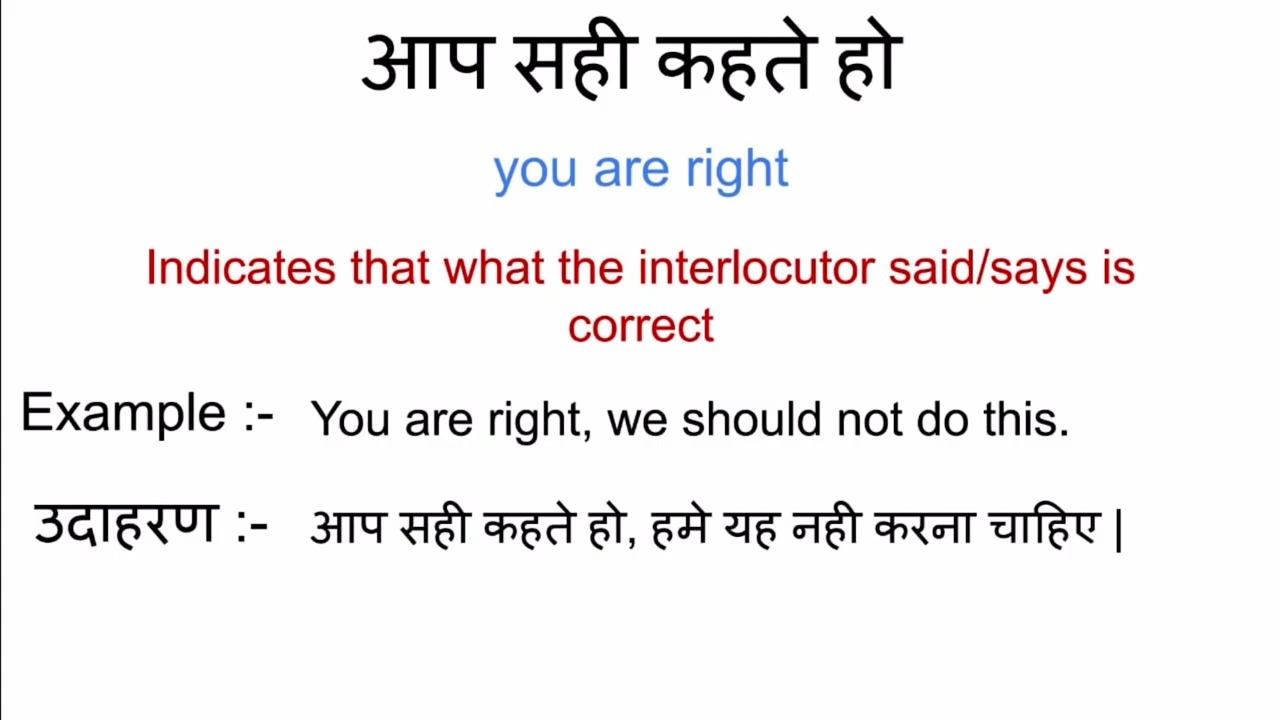 आप सही कहते हो
you are right
Indicates that what the interlocutor said/says is
correct
Example :- You are right, we should not do this.
उदाहरण :- आप सही कहते हो, हमे यह नही करना चाहिए |